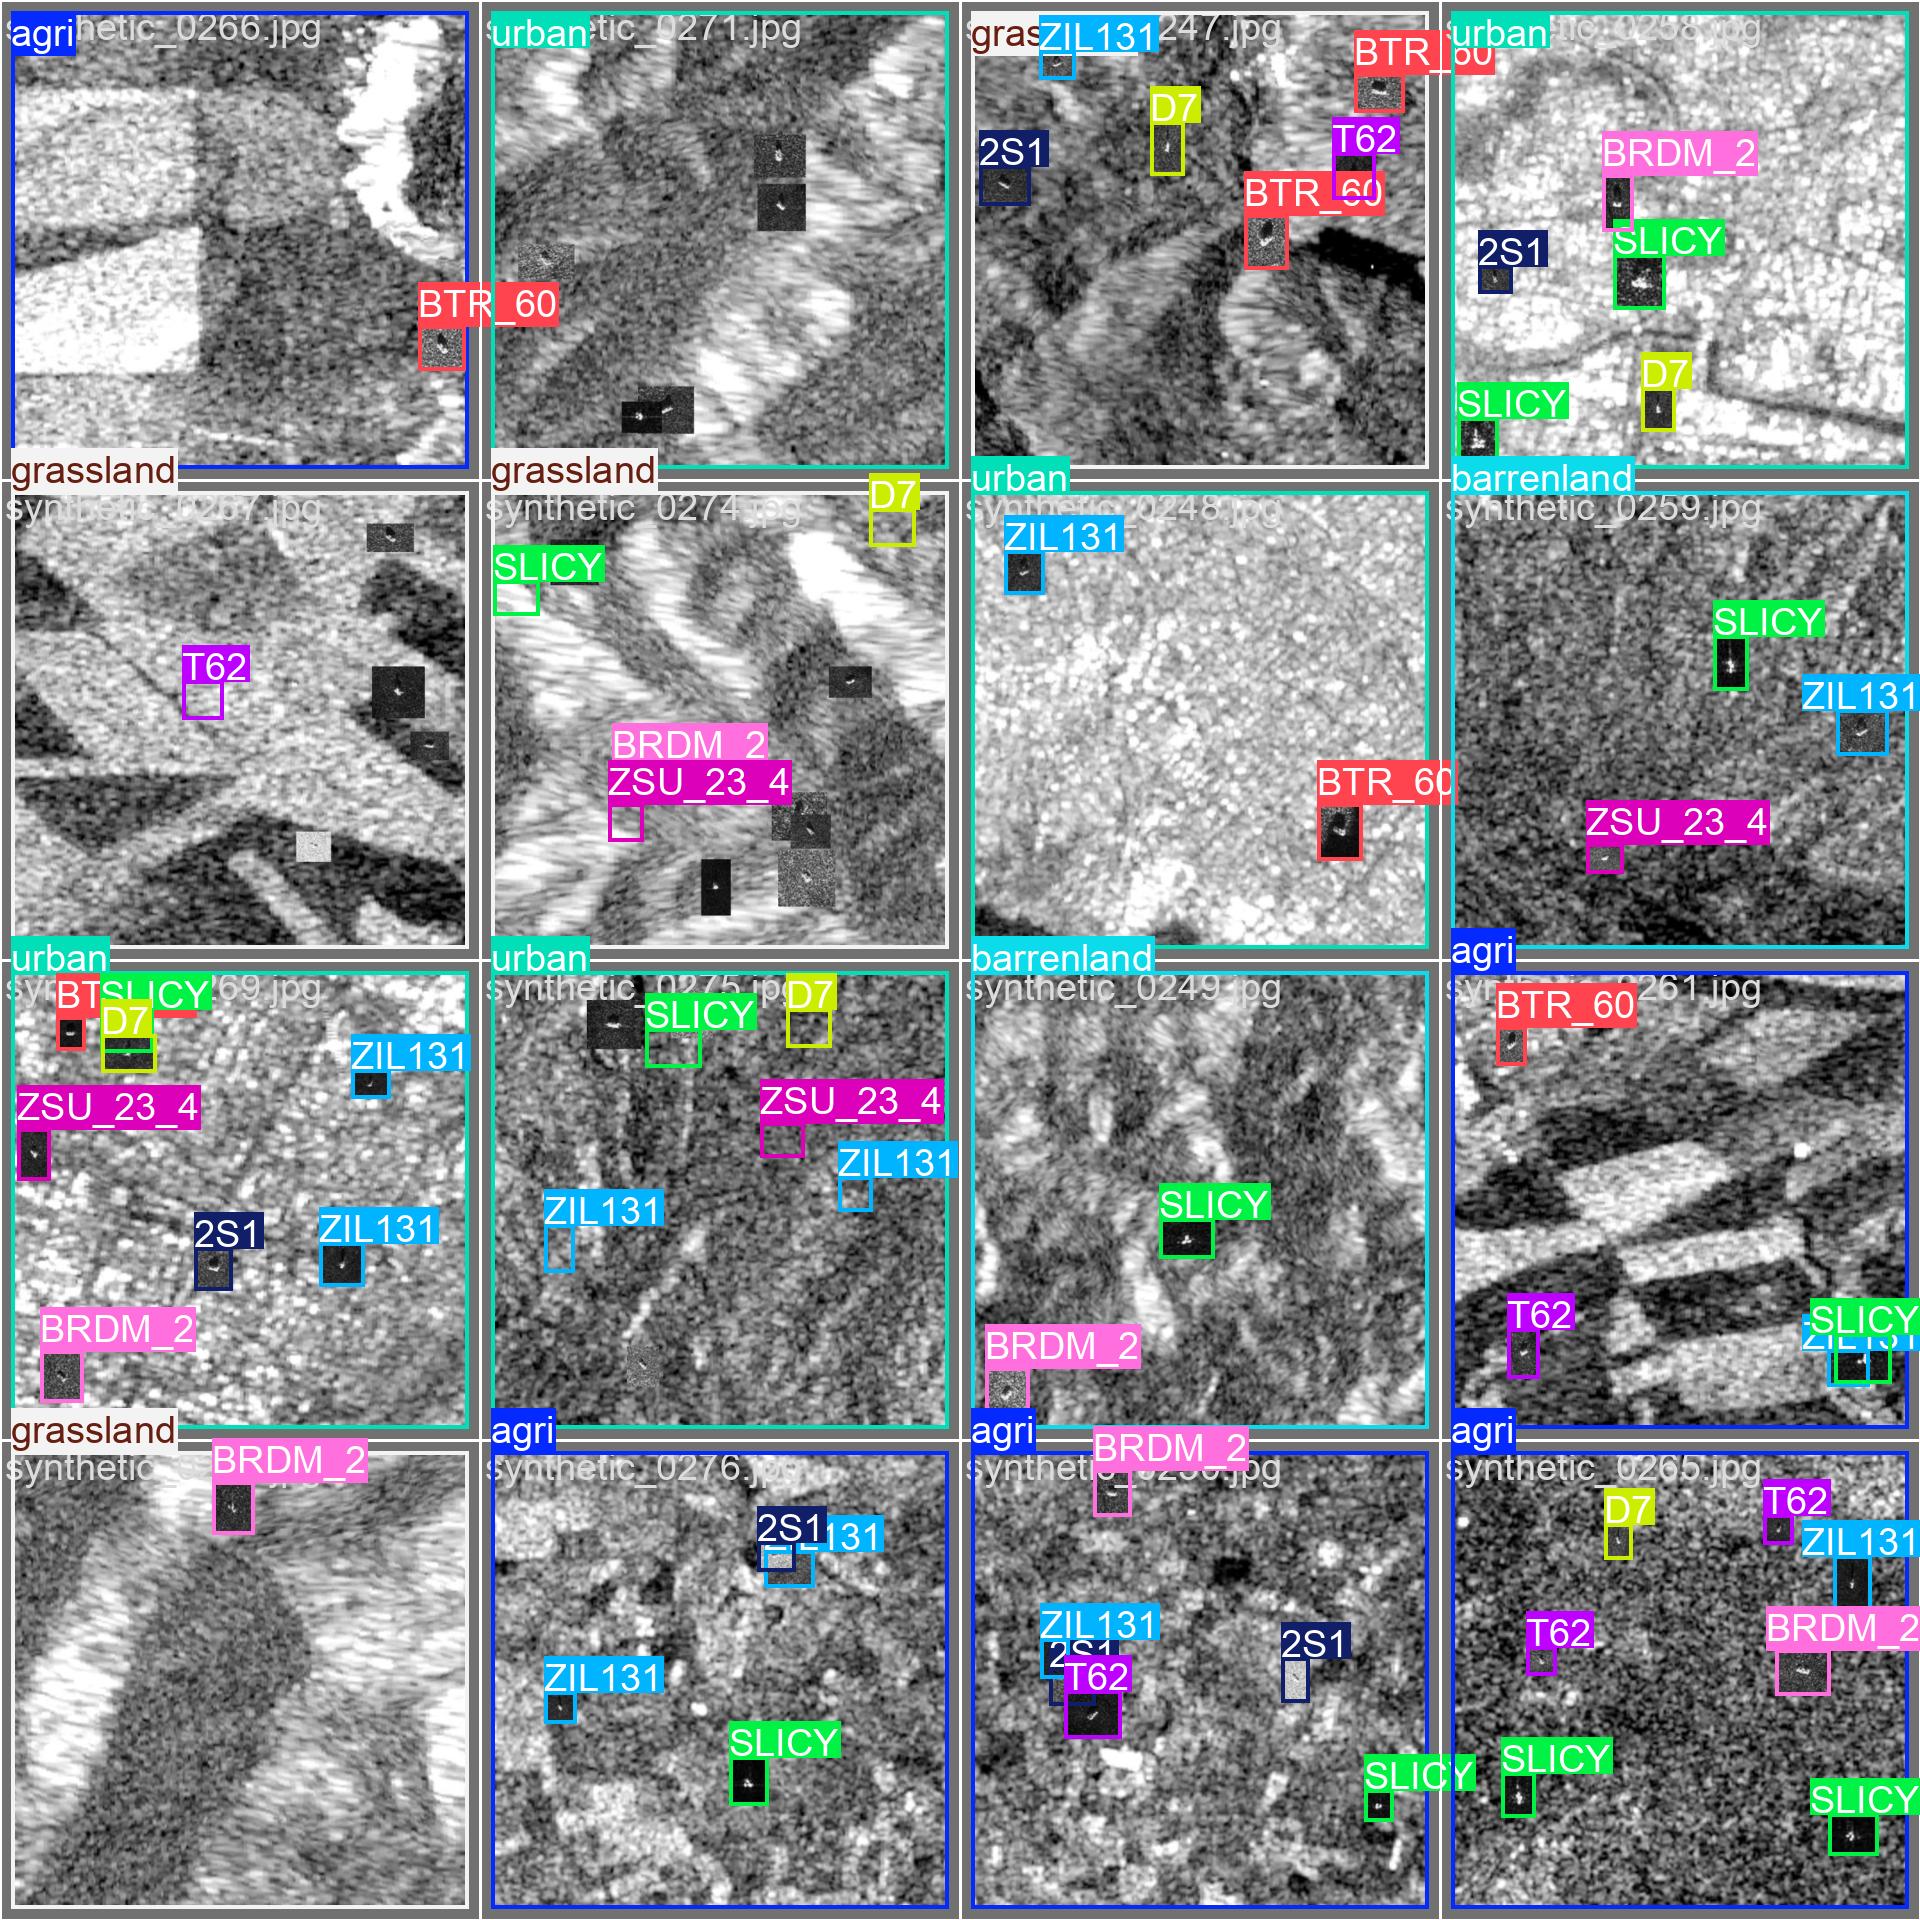 agri
BTR_60
urban
synthetic_0271.jpg
ZIL131
BTR_60
D7
T62
2S1
BTR_60
urban
BRDM_2
SLICY
2S1
D7
SLICY
grassland
T62
grassland
synthetic_0274.jpg
D7
SLICY
BRDM_2
ZSU_23_4
urban
synthetic_0248.jpg
ZIL131
BTR_60
barrenland
synthetic_0259.jpg
SLICY
ZIL131
ZSU_23_4
urban
SLICY
D7
ZIL131
ZSU_23_4
2S1
ZIL131
BRDM_2
urban
synthetic_0275.jpg
D7
SLICY
ZSU_23_4
ZIL131
ZIL131
barrenland
synthetic_0249.jpg
SLICY
BRDM_2
agri
BTR_60
T62
SLICY
ZIL131
grassland
BRDM_2
agri
synthetic_0276.jpg
2S1
ZIL131
ZIL131
SLICY
agri
BRDM_2
ZIL131
2S1
2S1
T62
SLICY
agri
synthetic_0265.jpg
D7
T62
ZIL131
T62
BRDM_2
SLICY
SLICY